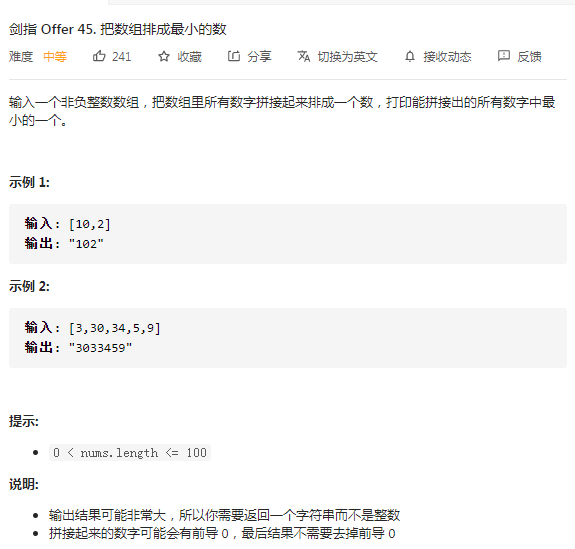 剑指 Offer 45. 把数组排成最小的数
难度 中等 241 收藏 分享 切换为英文 接收动态 反馈
输入一个非负整数数组，把数组里所有数字拼接起来排成一个数，打印能拼接出的所有数字中最
小的一个。
示例 1:
输入: [10,2]
输出: "102"
示例 2:
输入: [3,30,34,5,9]
输出: "3033459"
提示:
• 0 < nums.length <= 100
说明:
• 输出结果可能非常大，所以你需要返回一个字符串而不是整数
• 拼接起来的数字可能会有前导 0，最后结果不需要去掉前导 0